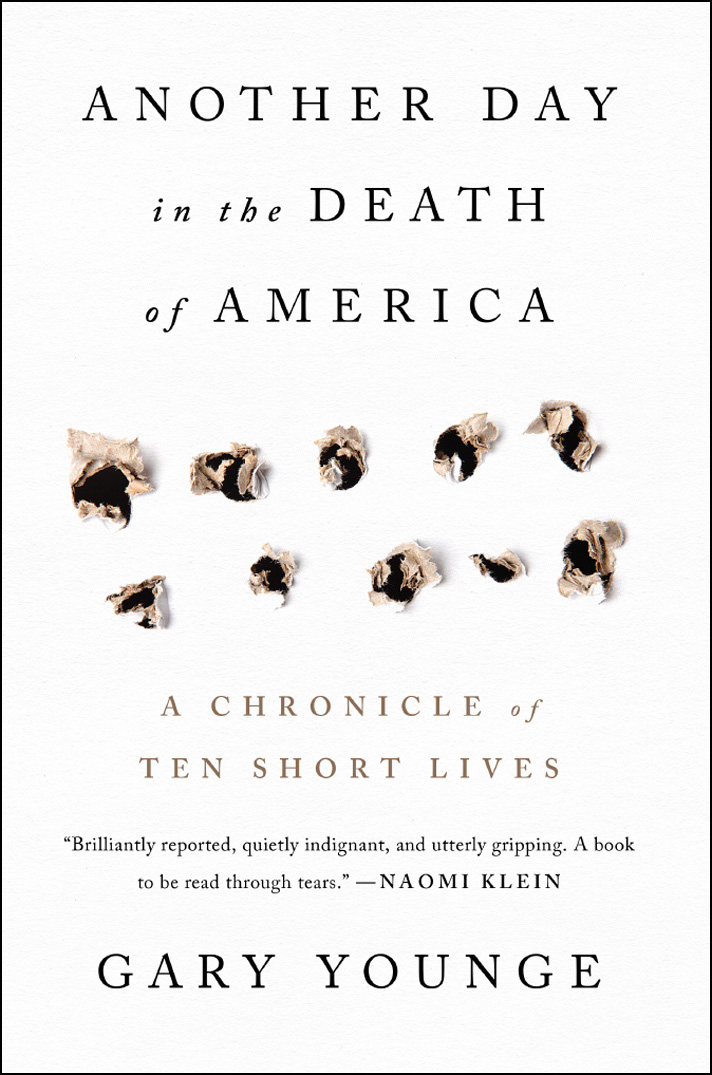 ANOTHER DAY
in the DEATH
of AMERICA
A CHRONICLE of
TEN SHORT LIVES
“Brilliantly reported, quietly indignant, and utterly gripping. A book
to be read through tears.” —NAOMI KLEIN
GARY YOUNGE